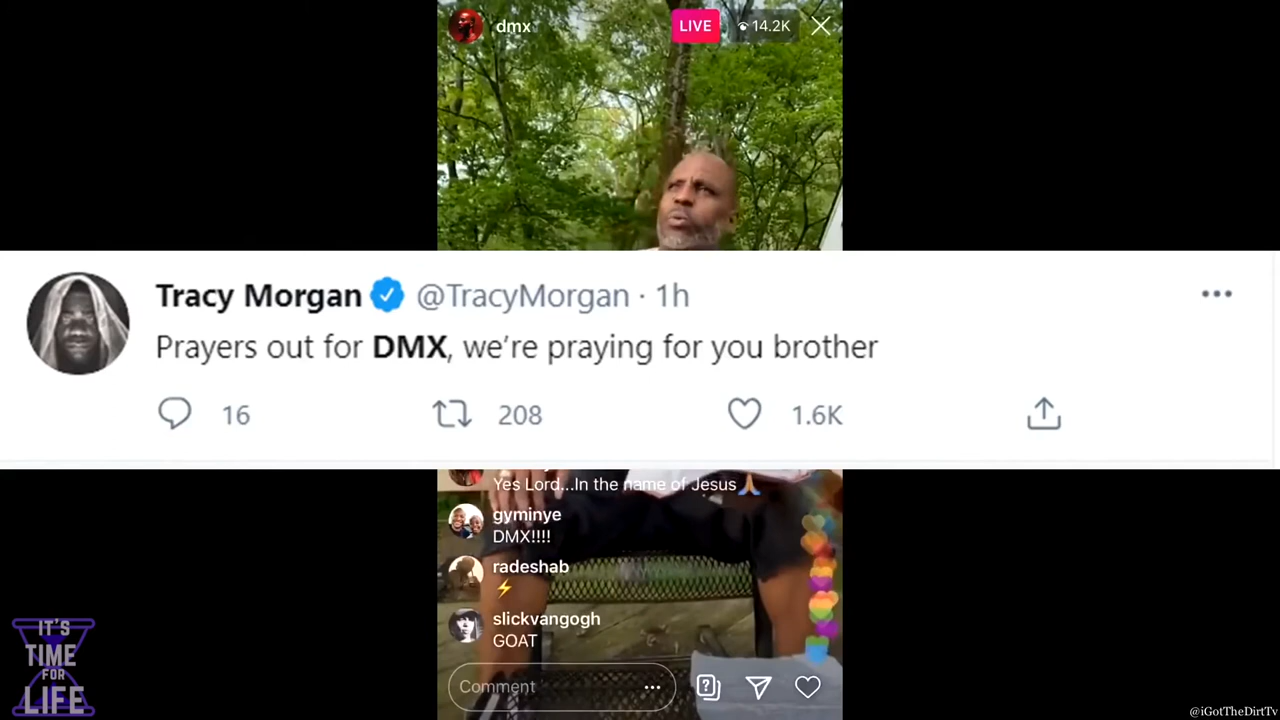 dmx
LIVE 14.2K
Tracy Morgan @TracyMorgan · 1h
Prayers out for DMX, we're praying for you brother
16 208 1.6K
Yes Lord...In the name of Jesus🙏
gyminye
DMX!!!!
radeshab
⚡
slickvangogh
GOAT
Comment
IT'S
TIME
FOR
LIFE
@iGotTheDirtTv